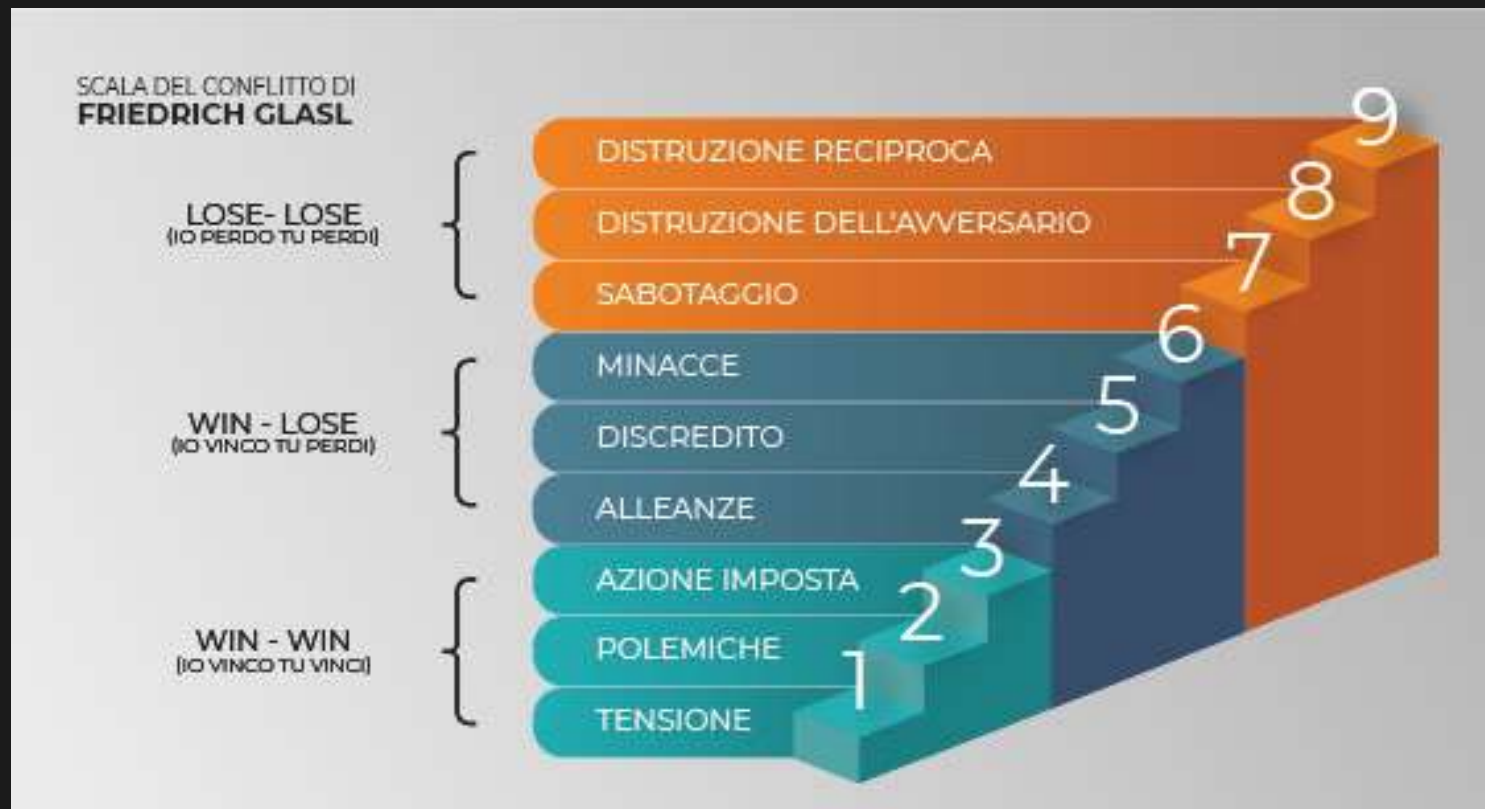 SCALA DEL CONFLITTO DI
FRIEDRICH GLASL
LOSE- LOSE
(IO PERDO TU PERDI)
WIN - LOSE
(IO VINCO TU PERDI)
WIN - WIN
(IO VINCO TU VINCI)
DISTRUZIONE RECIPROCA
DISTRUZIONE DELL'AVVERSARIO
SABOTAGGIO
MINACCE
DISCREDITO
ALLEANZE
AZIONE IMPOSTA
POLEMICHE
TENSIONE
9
8
7
6
5
4
3
2
1